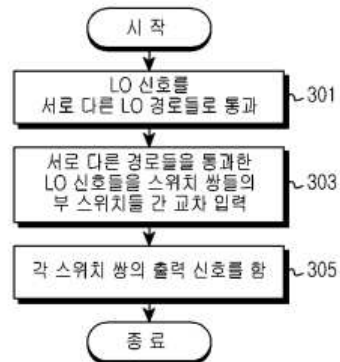 시 작
LO 신호를
서로 다른 LO 경로들로 통과
301
서로 다른 경로들을 통과한
LO 신호들을 스위치 쌍들의
부 스위치들 간 교차 입력
303
각 스위치 쌍의 출력 신호를 합
305
종 료